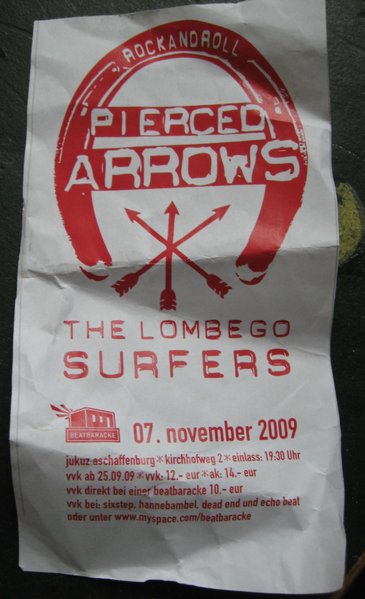 ROCKANDROLL
PIERCED
ARROWS
THE LOMBEGO
SURFERS
BEATBARACKE
07. november 2009
jukuz aschaffenburg*kirchhofweg 2*einlass: 19:30 Uhr
vvk ab 25.09.09*vvk: 12.- eur*ak: 14.- eur
vvk direkt bei einer beatbaracke 10.- eur
vvk bei: sixstep, hannebambel, dead end und echo beat
oder unter www.myspace.com/beatbaracke